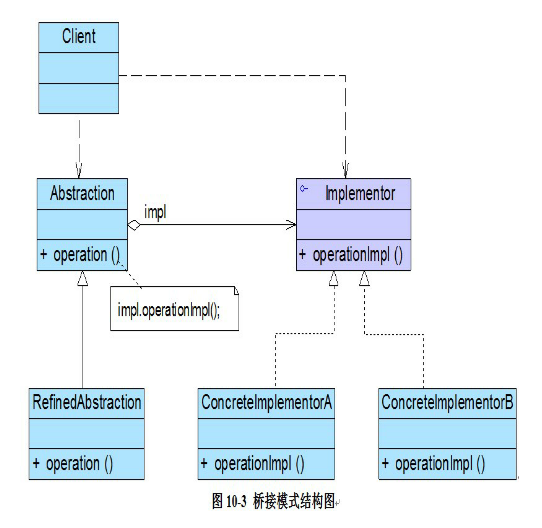 Client
Abstraction
+ operation ()
impl
Implementor
+ operationImpl ()
impl.operationImpl();
RefinedAbstraction
+ operation ()
ConcreteImplementorA
+ operationImpl ()
ConcreteImplementorB
+ operationImpl ()
图 10-3 桥接模式结构图